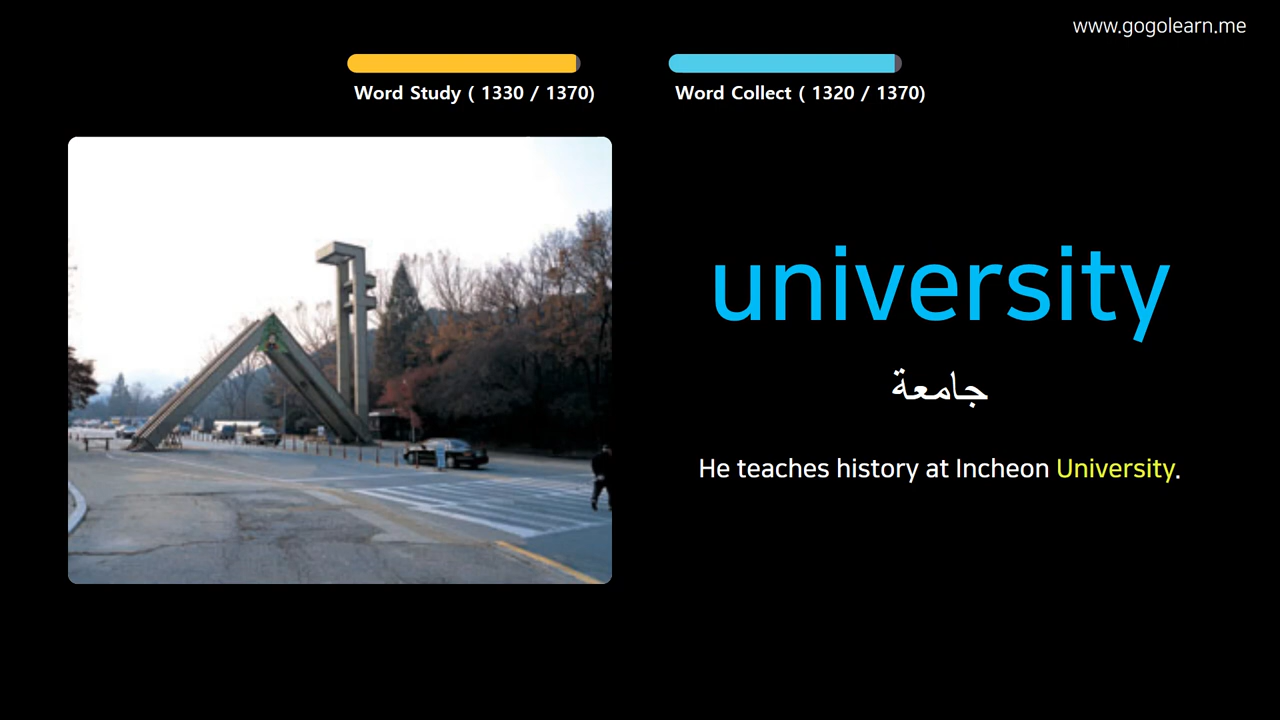 www.gogolearn.me
Word Study ( 1330 / 1370)
Word Collect ( 1320 / 1370)
university
جامعة
He teaches history at Incheon University.